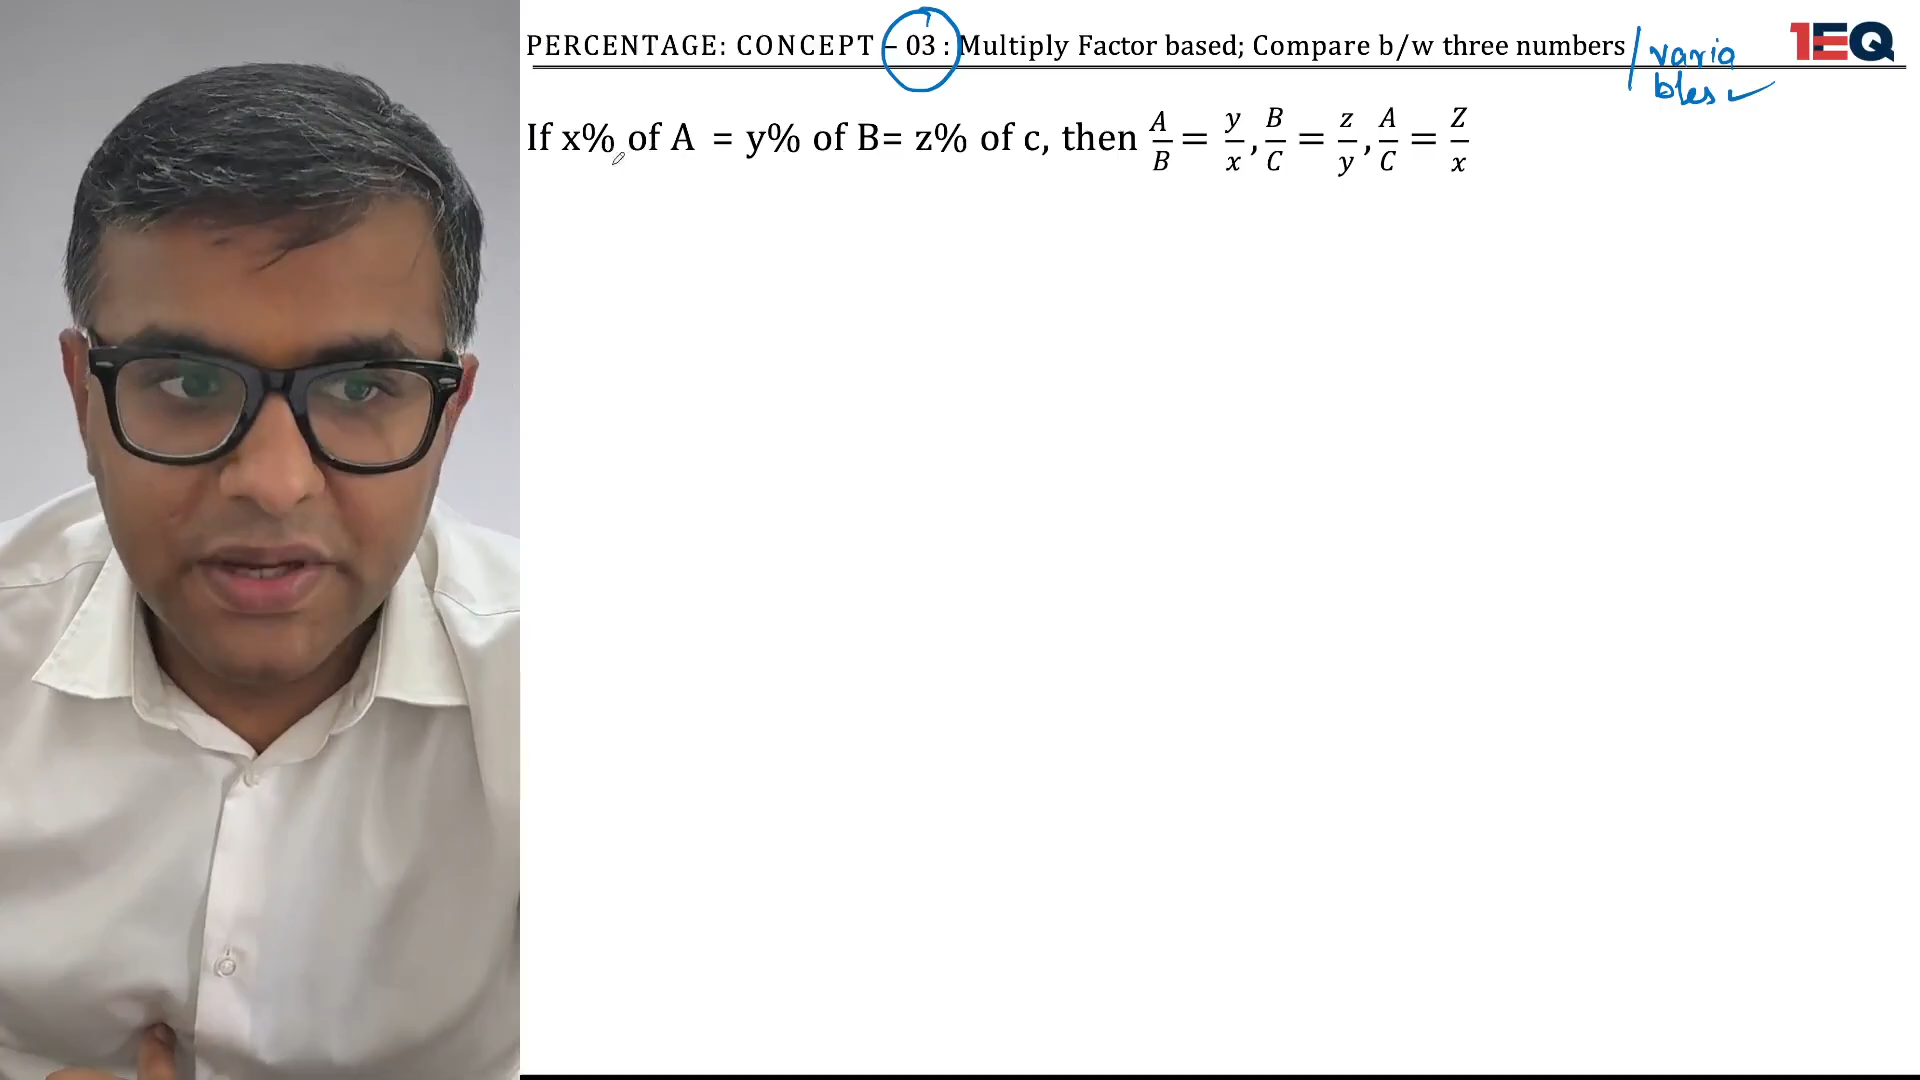 PERCENTAGE: CONCEPT – 03 : Multiply Factor based; Compare b/w three numbers / varia
bles
1EQ
If x% of A = y% of B= z% of c, then A/B = y/x, B/C = z/y, A/C = Z/x